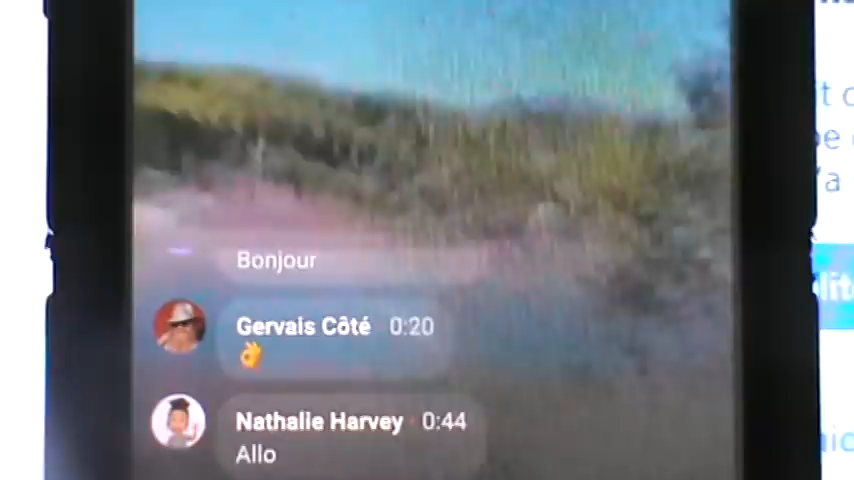 Bonjour
Gervais Côté 0:20
👌
Nathalie Harvey · 0:44
Allo